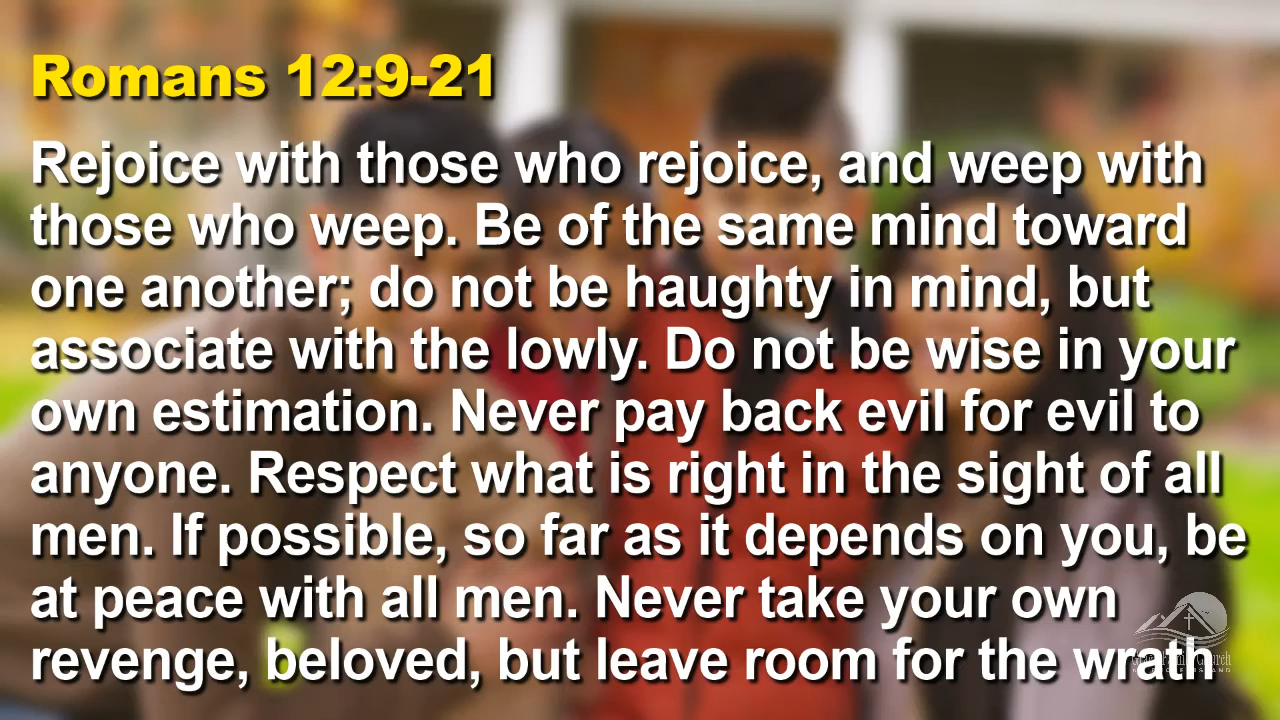 Romans 12:9-21
Rejoice with those who rejoice, and weep with
those who weep. Be of the same mind toward
one another; do not be haughty in mind, but
associate with the lowly. Do not be wise in your
own estimation. Never pay back evil for evil to
anyone. Respect what is right in the sight of all
men. If possible, so far as it depends on you, be
at peace with all men. Never take your own
revenge, beloved, but leave room for the wrath
Church